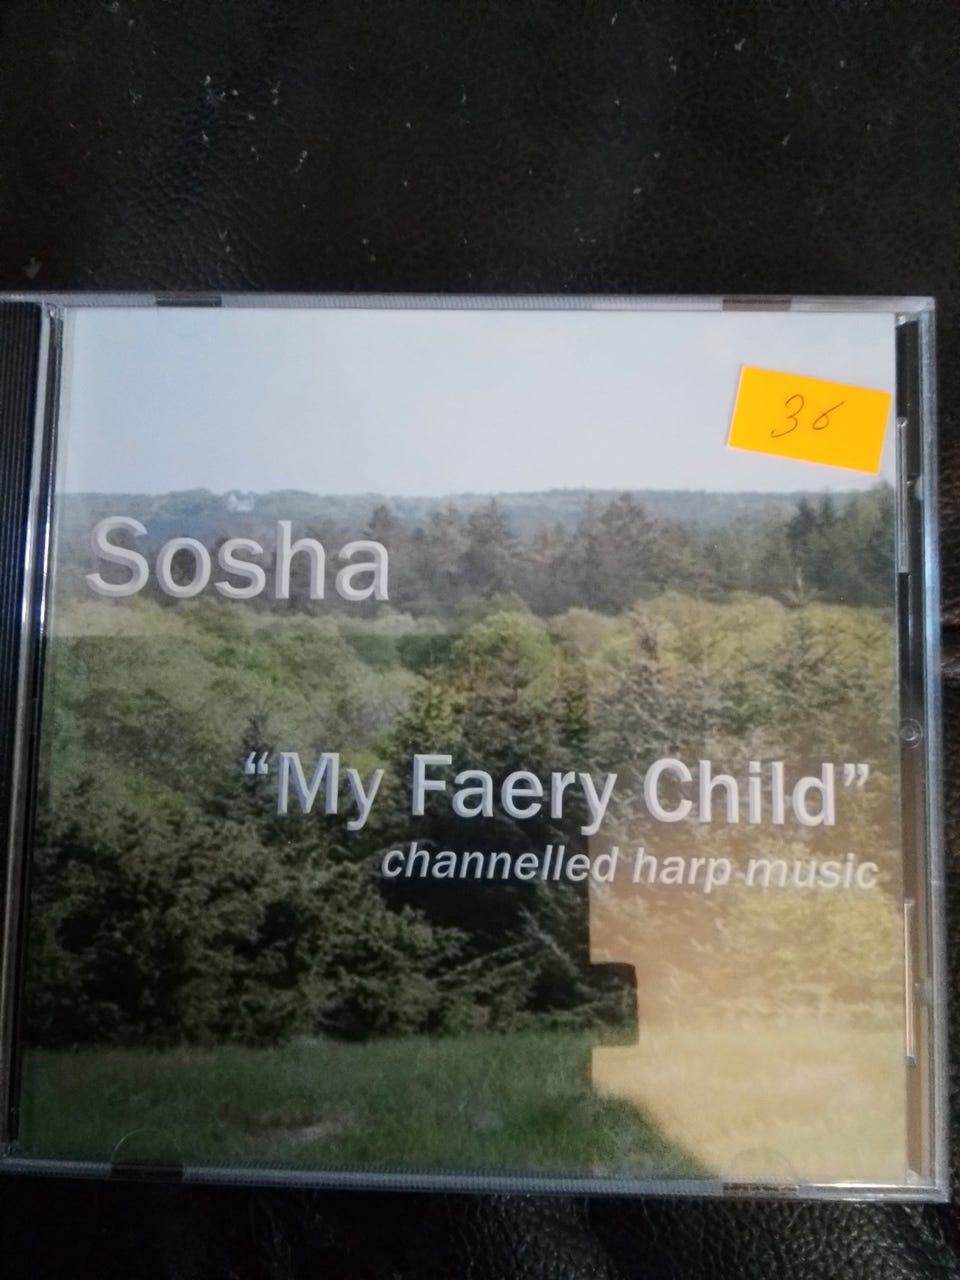 36
Sosha
“My Faery Child”
channelled harp music